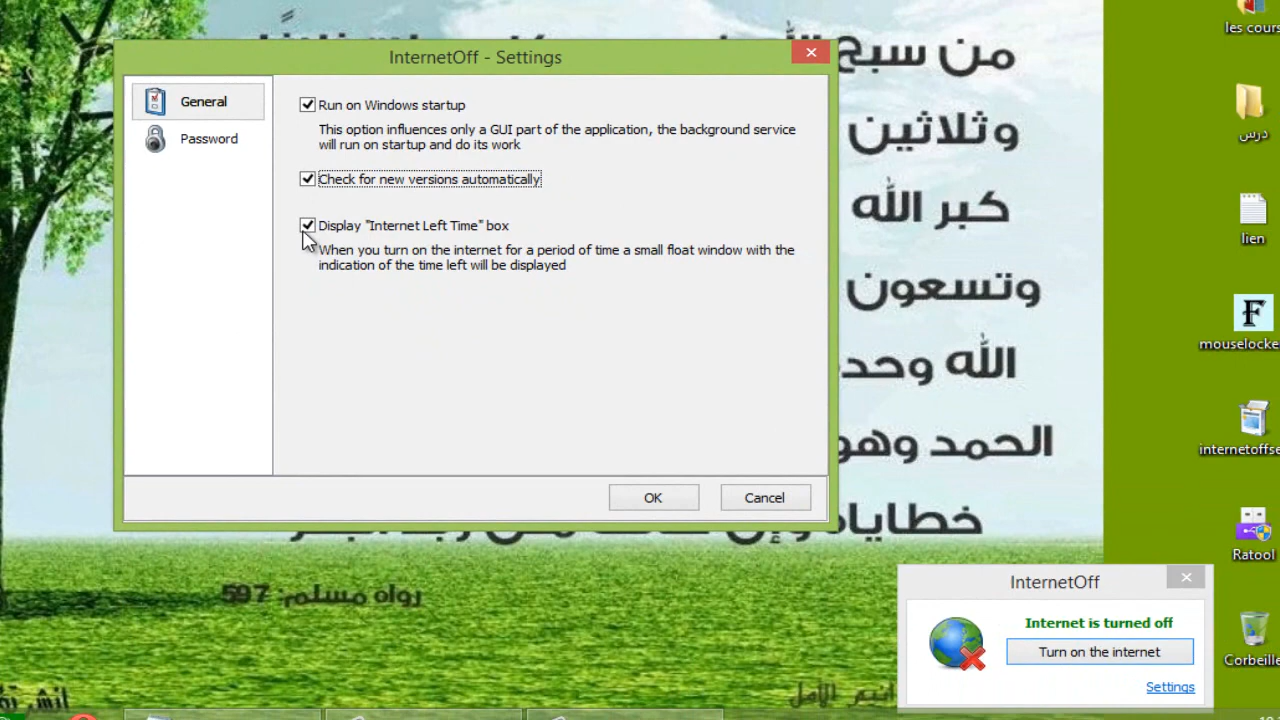 InternetOff - Settings
General
Password
Run on Windows startup
This option influences only a GUI part of the application, the background service
will run on startup and do its work
Check for new versions automatically
Display "Internet Left Time" box
When you turn on the internet for a period of time a small float window with the
indication of the time left will be displayed
OK
Cancel
من سبح الله
وثلاثين
كبر الله
وتسعون
الله وحده
الحمد وهو
خطاياه
رواه مسلم: 597
les cours
درس
lien
F
mouselocke
internetoffse
Ratool
Corbeille
InternetOff
Internet is turned off
Turn on the internet
Settings